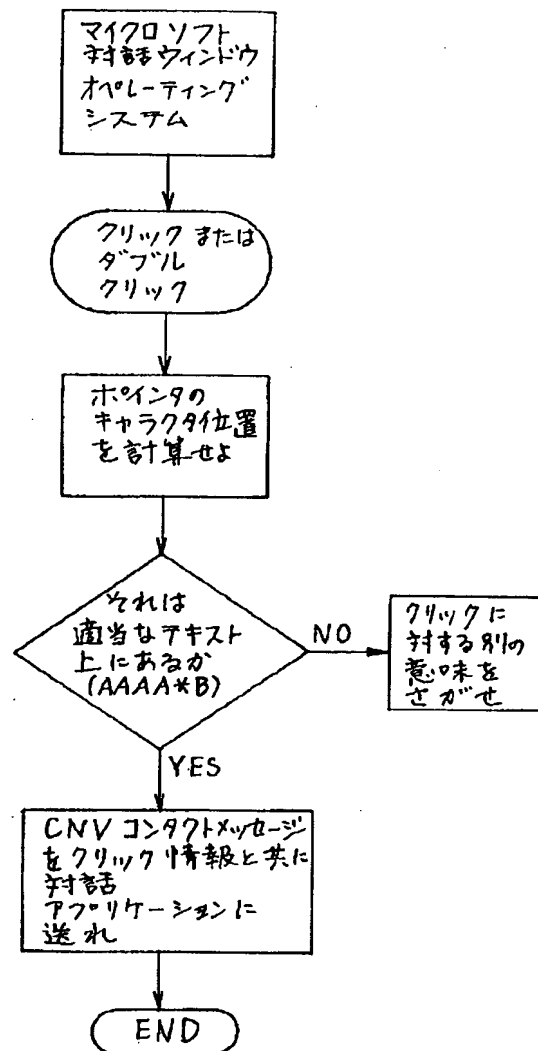 マイクロソフト
対話ウィンドウ
オペレーティング
システム
クリックまたは
ダブル
クリック
ポインタの
キャラクタ位置
を計算せよ
それは
適当なテキスト
上にあるか
(AAAA*B)
NO
クリックに
対する別の
意味を
さがせ
YES
CNVコンタクトメッセージ
をクリック情報と共に
対話
アプリケーションに
送れ
END